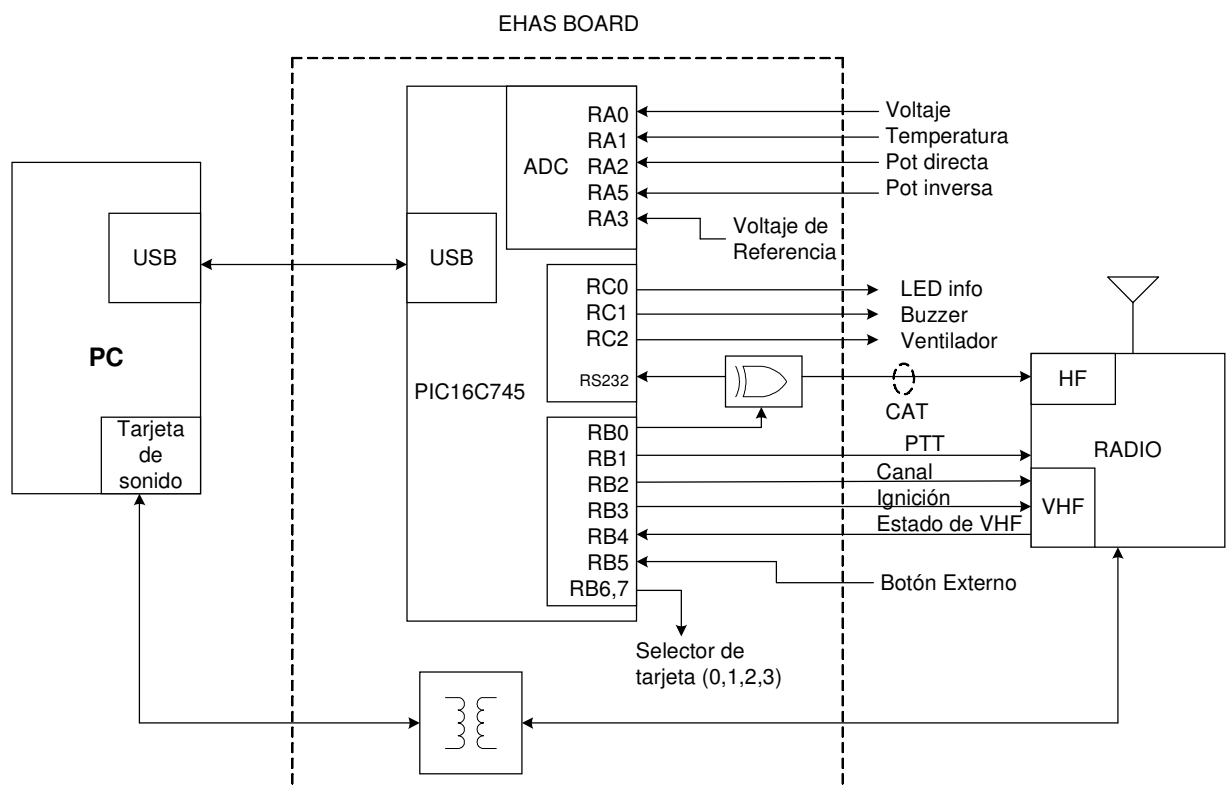 EHAS BOARD
PC
USB
Tarjeta
de
sonido
USB
PIC16C745
ADC
RA0
RA1
RA2
RA5
RA3
Voltaje
Temperatura
Pot directa
Pot inversa
Voltaje de
Referencia
RC0
RC1
RC2
RS232
LED info
Buzzer
Ventilador
CAT
RB0
RB1
RB2
RB3
RB4
RB5
RB6,7
PTT
Canal
Ignición
Estado de VHF
Botón Externo
Selector de
tarjeta (0,1,2,3)
HF
RADIO
VHF